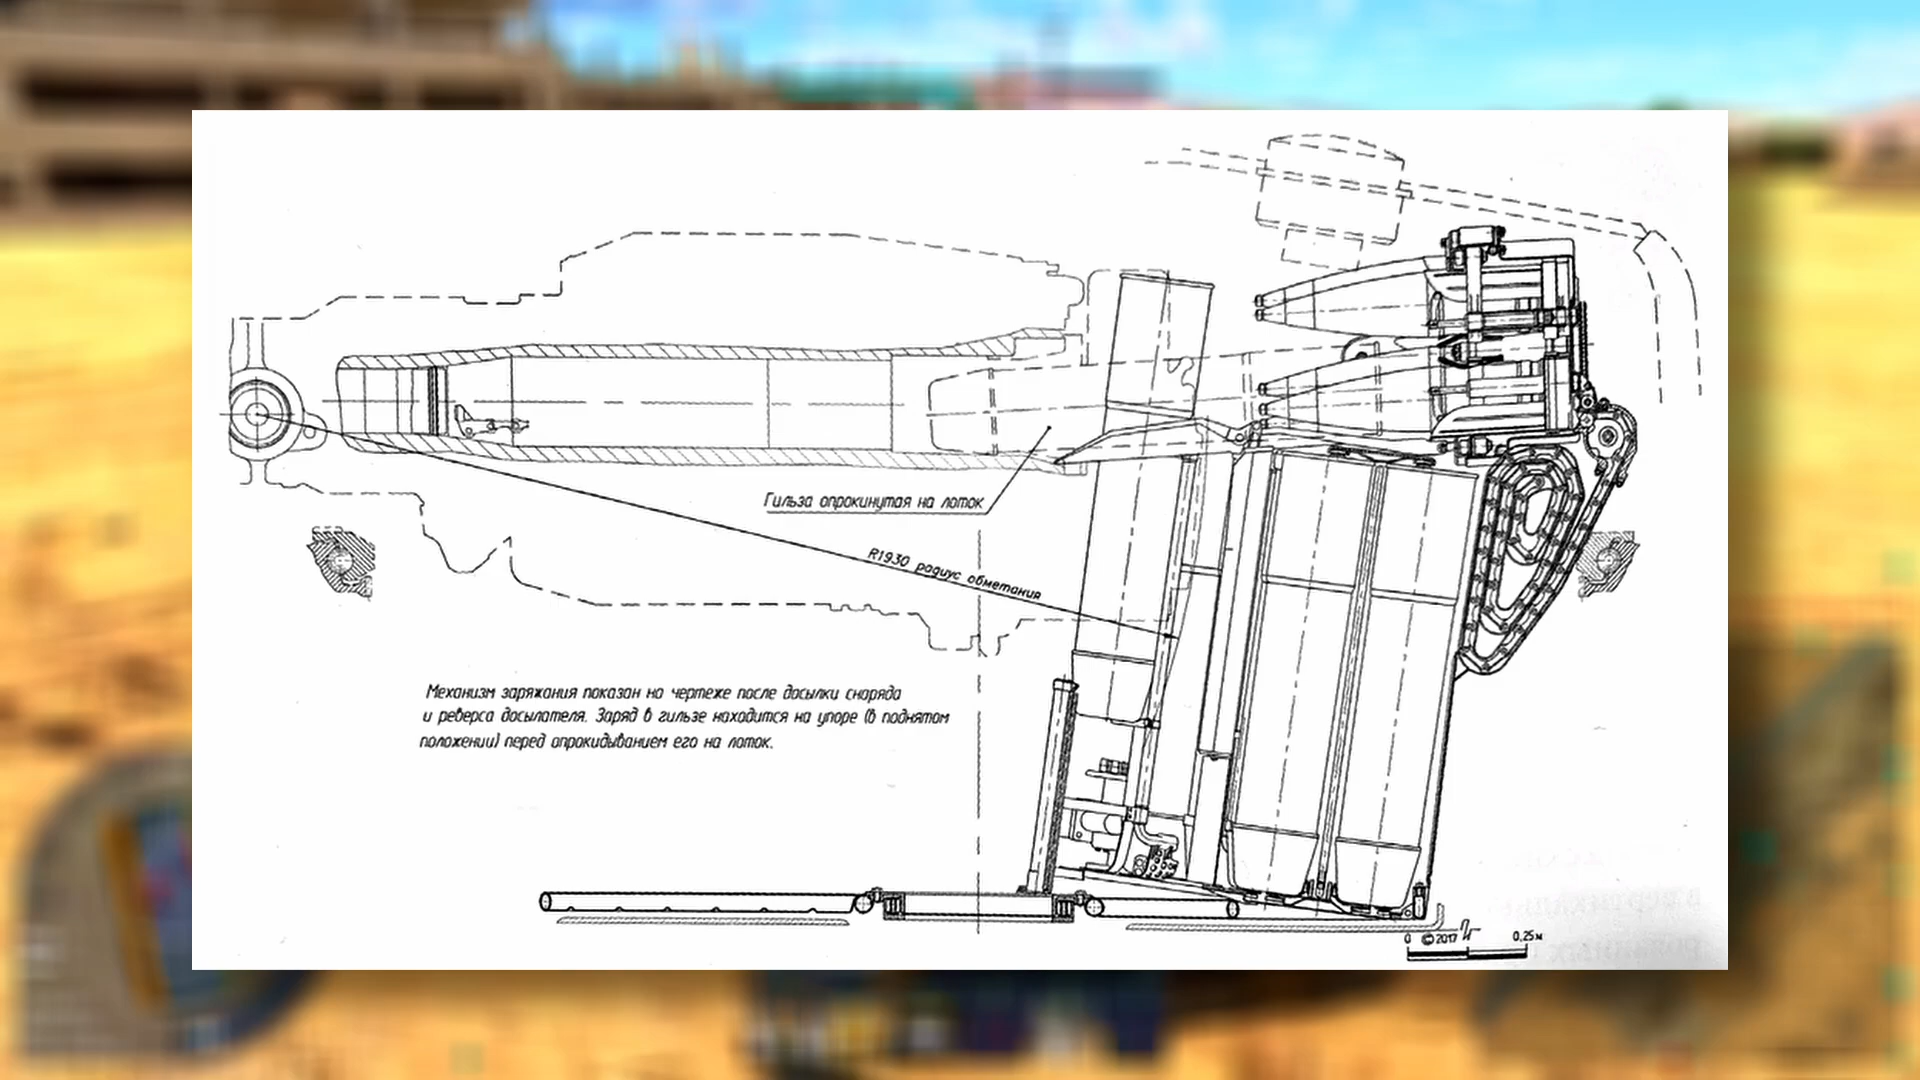 Гильза опрокинутая на лоток
R1930 радиус обметания
Механизм заряжания показан на чертеже после досылки снаряда
и реверса досылателя. Заряд в гильзе находится на упоре (в поднятом
положении) перед опрокидыванием его на лоток.
0 ©2017 0,25м